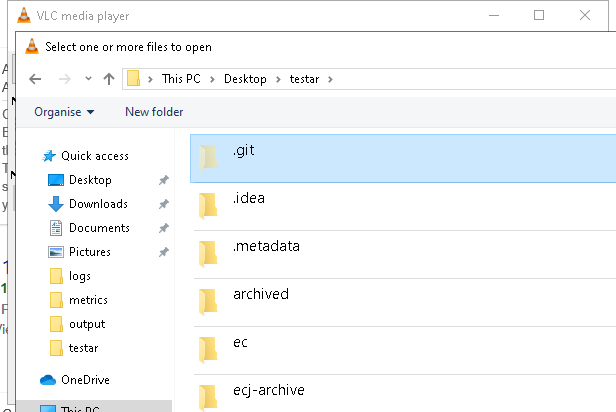 VLC media player
Select one or more files to open
This PC > Desktop > testar >
Organise
New folder
Quick access
Desktop
Downloads
Documents
Pictures
logs
metrics
output
testar
OneDrive
This PC
.git
.idea
.metadata
archived
ec
ecj-archive